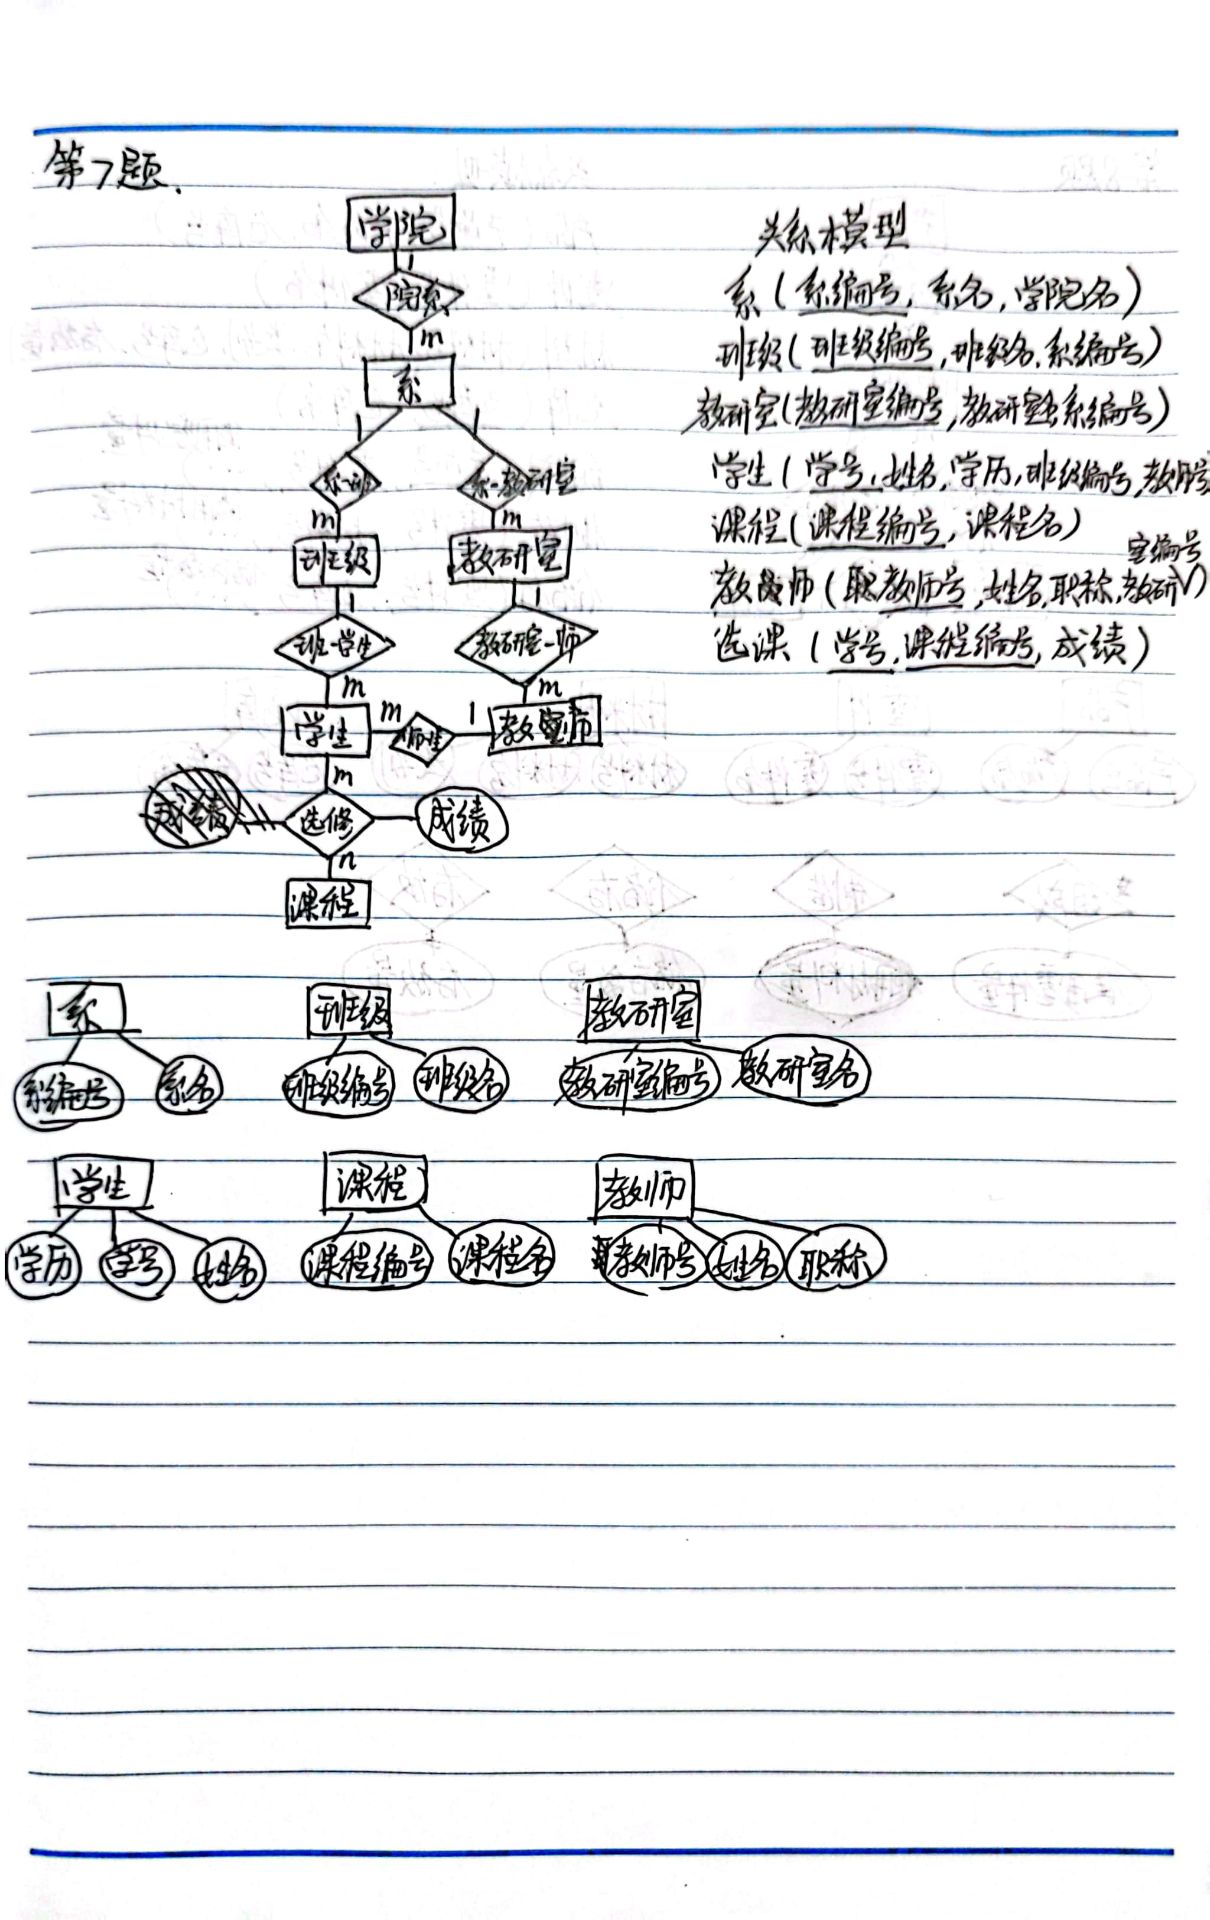 第7题.
学院
1
院系
m
系
1 1
系-班 系-教研室
m m
班级 教研室
1 1
班-学生 教研室-师
m m
学生 m 师生 1 教师
m
选修 成绩
n
课程
关系模型
系(系编号,系名,学院名)
班级(班级编号,班级名,系编号)
教研室(教研室编号,教研室名,系编号)
学生(学号,姓名,学历,班级编号,教师号
课程(课程编号,课程名)
教师(教师号,姓名,职称,教研室编号)
选课(学号,课程编号,成绩)
系 班级 教研室
系编号 系名 班级编号 班级名 教研室编号 教研室名
学生 课程 教师
学历 学号 姓名 课程编号 课程名 教师号 姓名 职称